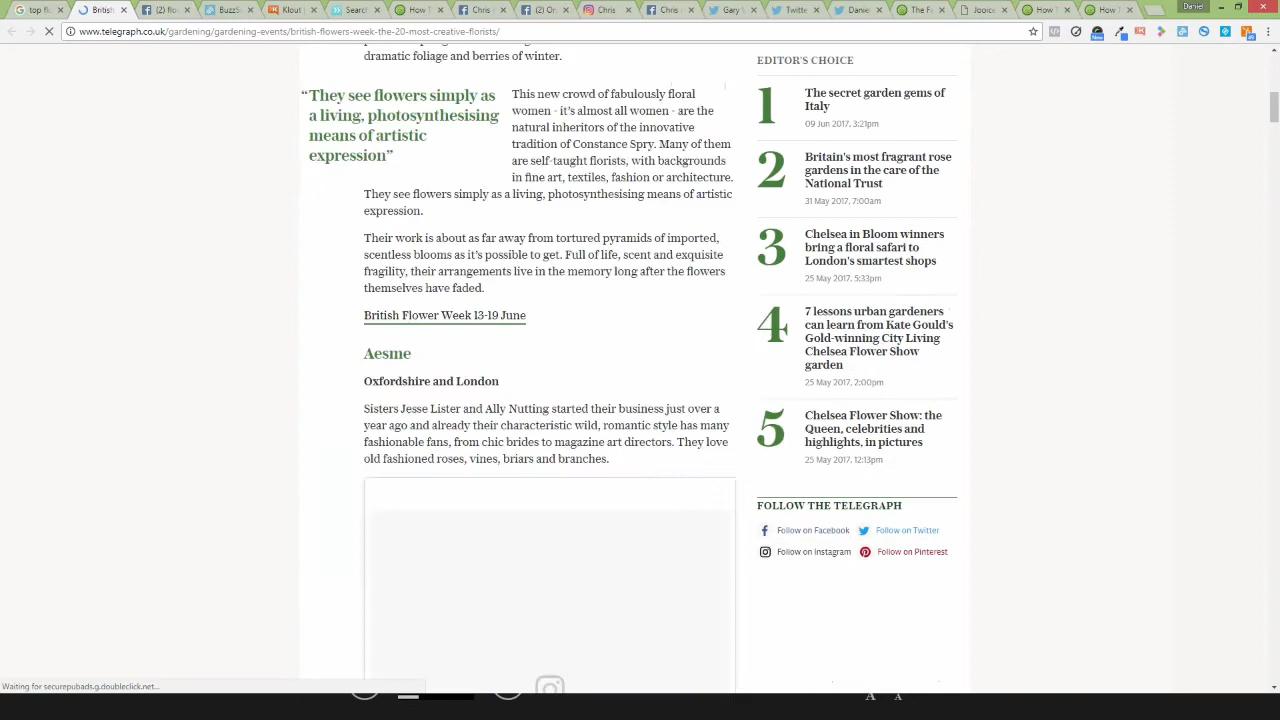 top fl
British
(2) flo
BuzzS
Klout
Search
How T
Chris
(2) Or
Chris
Chris
Gary V
Twitte
Daniel
The Fa
Jooice
How T
How T
Daniel
www.telegraph.co.uk/gardening/gardening-events/british-flowers-week-the-20-most-creative-florists/
New
dramatic foliage and berries of winter.
“They see flowers simply as
a living, photosynthesising
means of artistic
expression”
This new crowd of fabulously floral
women - it's almost all women - are the
natural inheritors of the innovative
tradition of Constance Spry. Many of them
are self-taught florists, with backgrounds
in fine art, textiles, fashion or architecture.
They see flowers simply as a living, photosynthesising means of artistic
expression.
Their work is about as far away from tortured pyramids of imported,
scentless blooms as it's possible to get. Full of life, scent and exquisite
fragility, their arrangements live in the memory long after the flowers
themselves have faded.
British Flower Week 13-19 June
Aesme
Oxfordshire and London
Sisters Jesse Lister and Ally Nutting started their business just over a
year ago and already their characteristic wild, romantic style has many
fashionable fans, from chic brides to magazine art directors. They love
old fashioned roses, vines, briars and branches.
EDITOR'S CHOICE
1
The secret garden gems of
Italy
09 Jun 2017, 3:21pm
2
Britain's most fragrant rose
gardens in the care of the
National Trust
31 May 2017, 7:00am
3
Chelsea in Bloom winners
bring a floral safari to
London's smartest shops
25 May 2017, 5:33pm
4
7 lessons urban gardeners
can learn from Kate Gould's
Gold-winning City Living
Chelsea Flower Show
garden
25 May 2017, 2:00pm
5
Chelsea Flower Show: the
Queen, celebrities and
highlights, in pictures
25 May 2017, 12:13pm
FOLLOW THE TELEGRAPH
Follow on Facebook
Follow on Twitter
Follow on Instagram
Follow on Pinterest
Waiting for securepubads.g.doubleclick.net...
A A